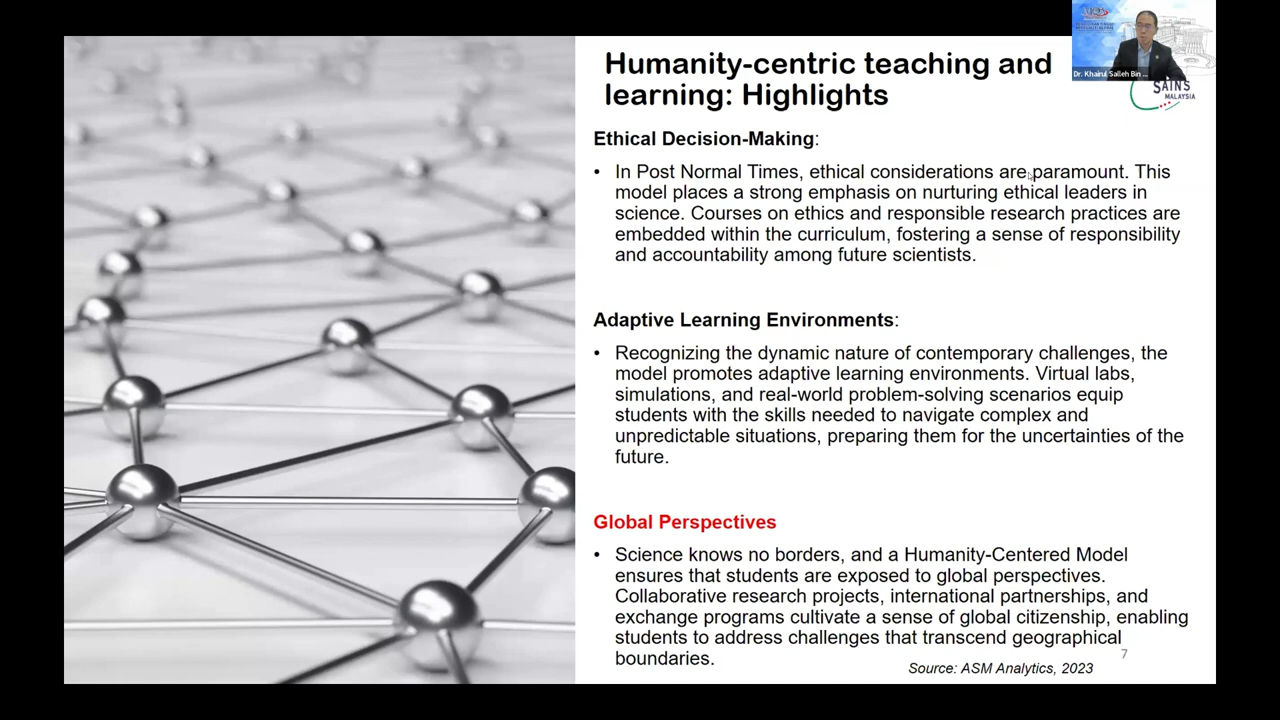 Humanity-centric teaching and
learning: Highlights
Dr. Khairul Salleh Bin ...
SAINS
MALAYSIA
Ethical Decision-Making:
• In Post Normal Times, ethical considerations are paramount. This
model places a strong emphasis on nurturing ethical leaders in
science. Courses on ethics and responsible research practices are
embedded within the curriculum, fostering a sense of responsibility
and accountability among future scientists.
Adaptive Learning Environments:
• Recognizing the dynamic nature of contemporary challenges, the
model promotes adaptive learning environments. Virtual labs,
simulations, and real-world problem-solving scenarios equip
students with the skills needed to navigate complex and
unpredictable situations, preparing them for the uncertainties of the
future.
Global Perspectives
• Science knows no borders, and a Humanity-Centered Model
ensures that students are exposed to global perspectives.
Collaborative research projects, international partnerships, and
exchange programs cultivate a sense of global citizenship, enabling
students to address challenges that transcend geographical
boundaries.
7
Source: ASM Analytics, 2023